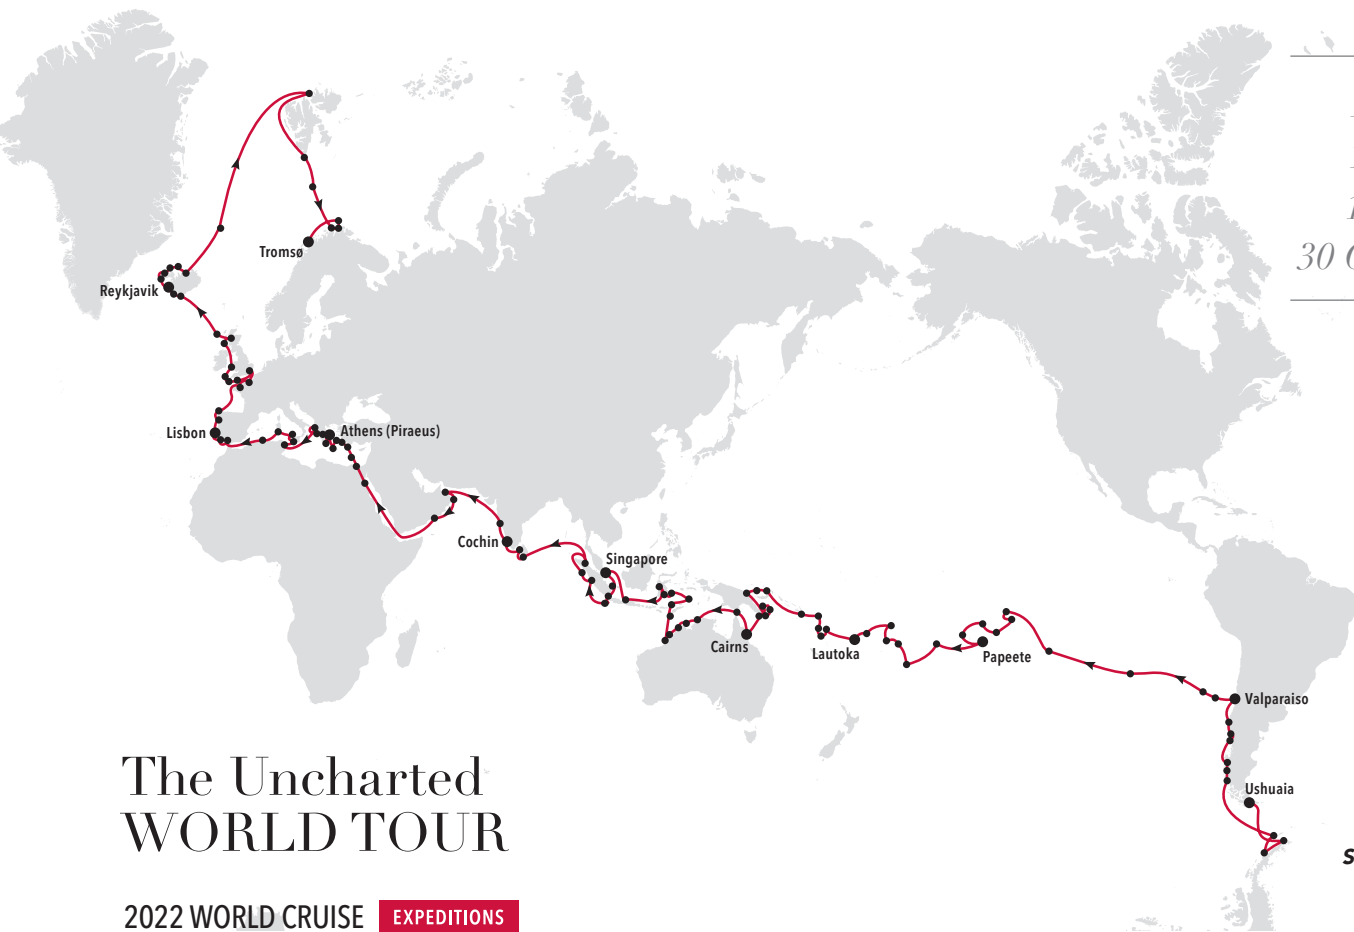 30
Tromsø
Reykjavik
Lisbon
Athens (Piraeus)
Cochin
Singapore
Cairns
Lautoka
Papeete
Valparaiso
Ushuaia
The Uncharted
WORLD TOUR
2022 WORLD CRUISE
EXPEDITIONS